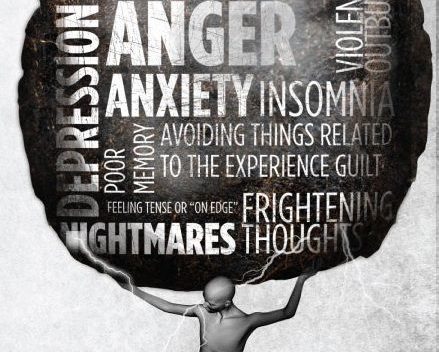 DEPRESSION
ANGER
VIOLEN
OUTBU
ANXIETY INSOMNIA
POOR
MEMORY
AVOIDING THINGS RELATED
TO THE EXPERIENCE GUILT
FEELING TENSE OR "ON EDGE"
FRIGHTENING
NIGHTMARES THOUGHTS